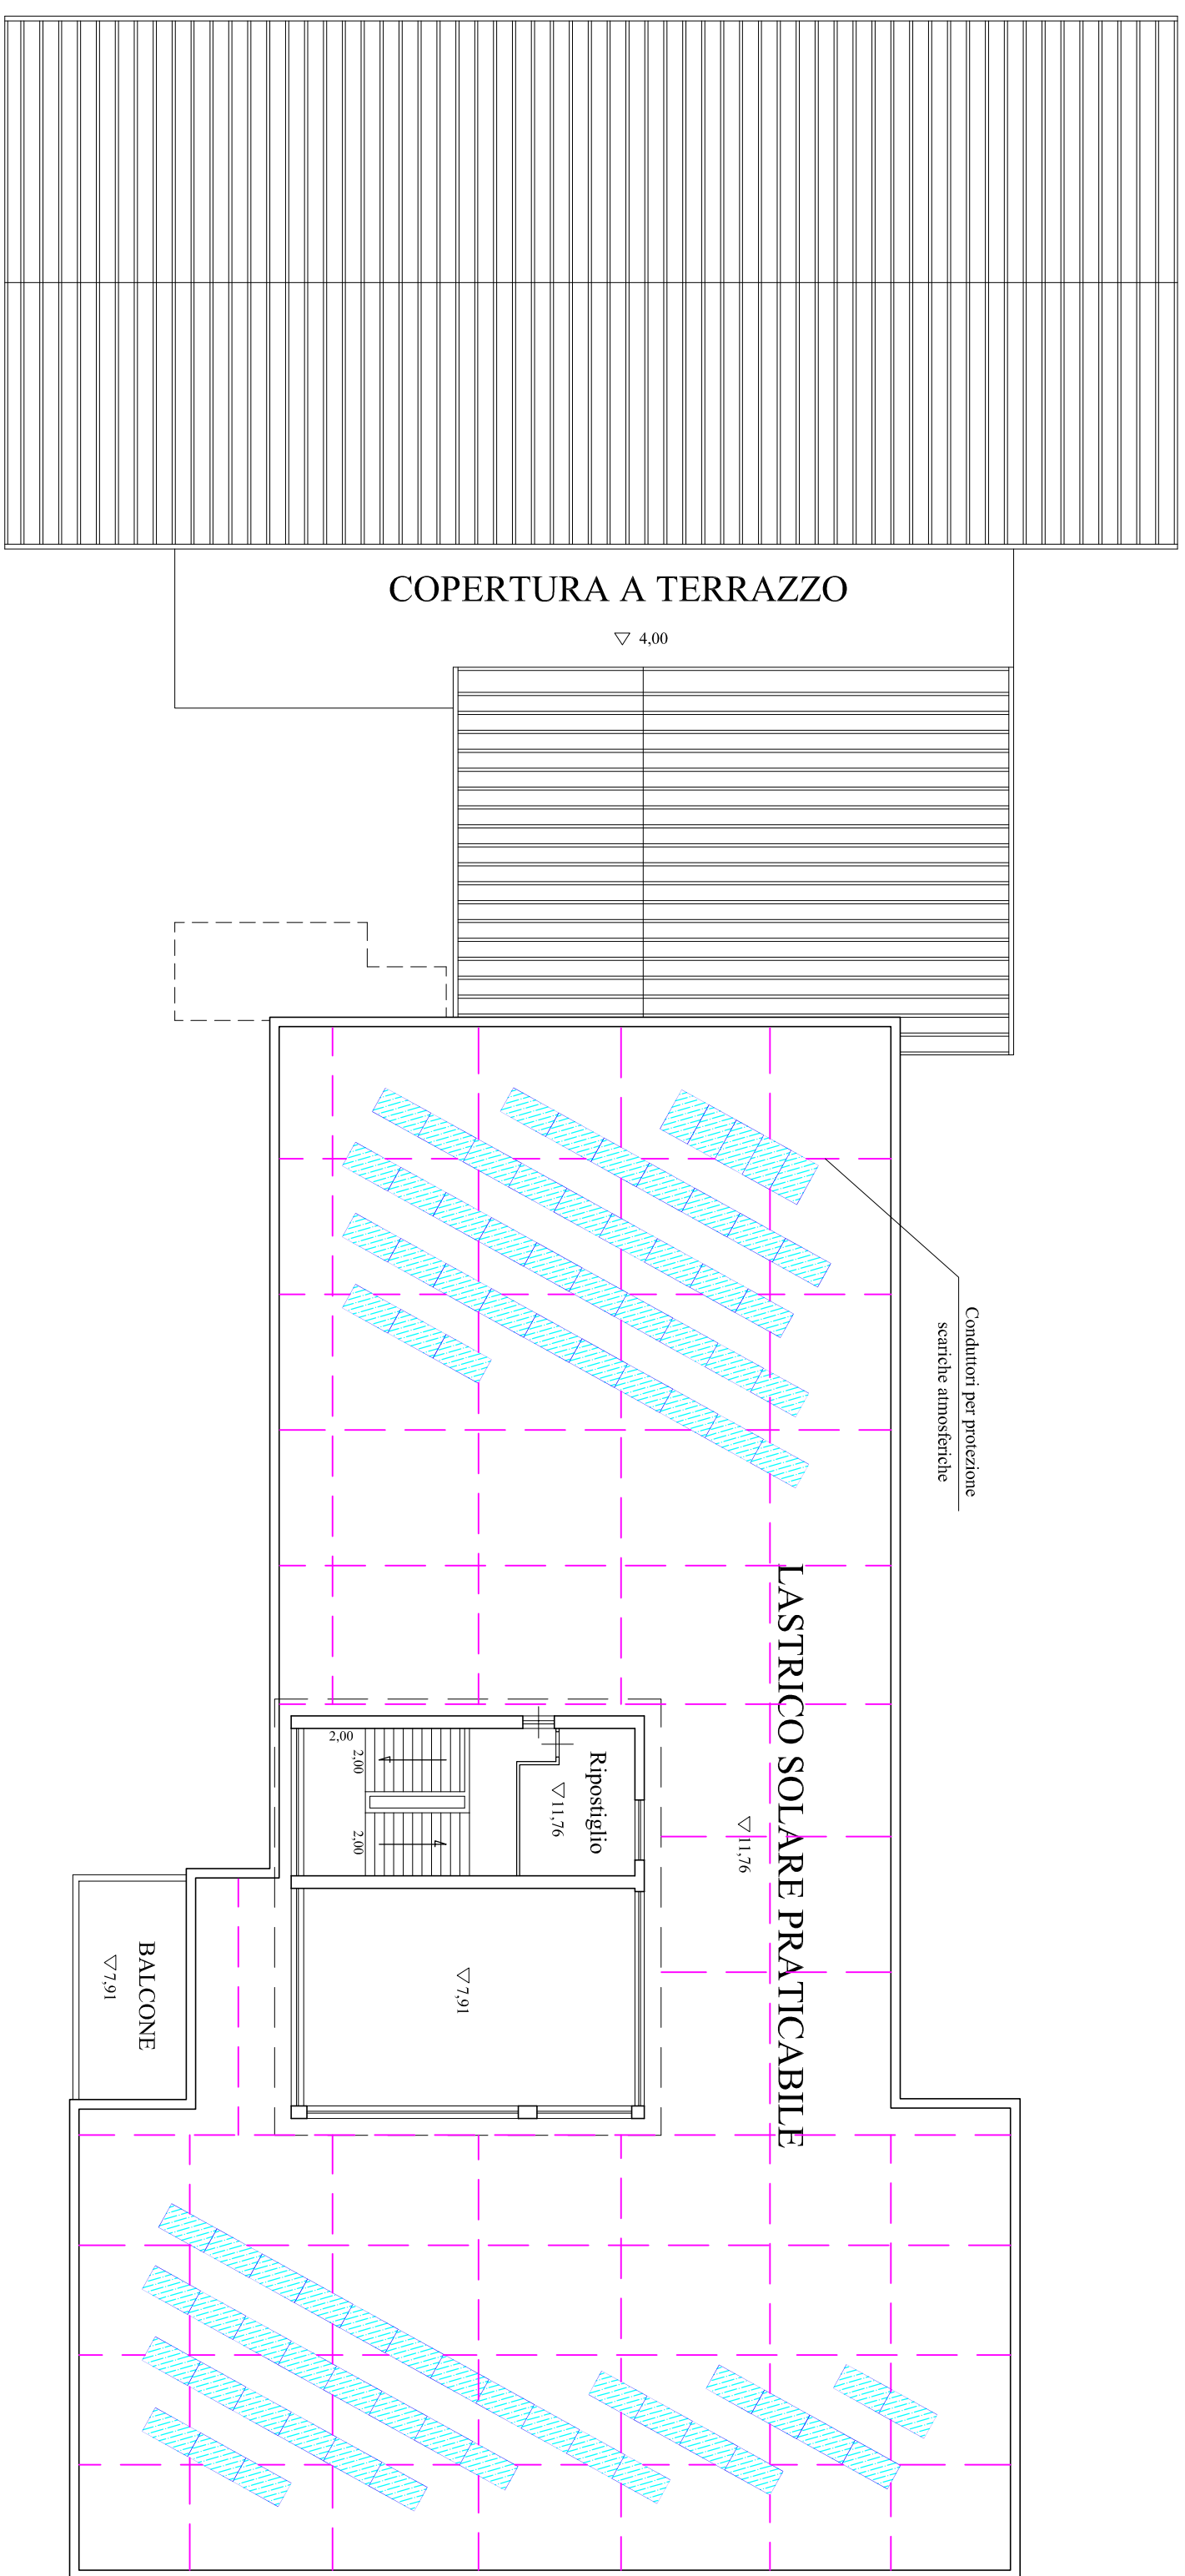 COPERTURA A TERRAZZO
4,00
Conduttori per protezione
scariche atmosferiche
LASTRICO SOLARE PRATICABILE
11,76
Ripostiglio
11,76
2,00
2,00
2,00
7,91
BALCONE
7,91